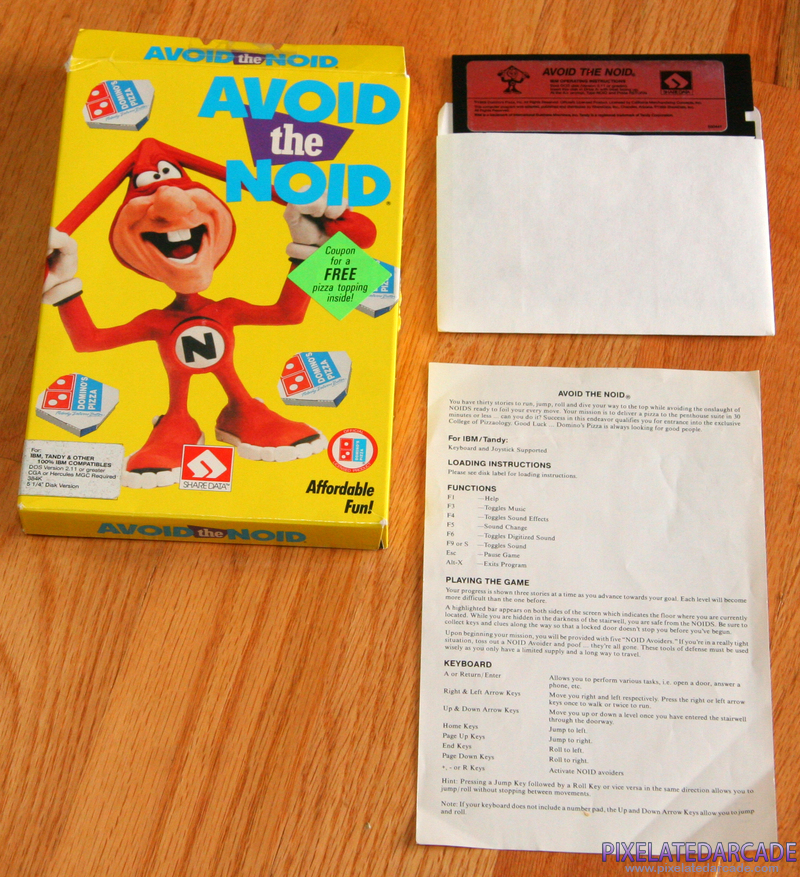 AVOID the NOID
AVOID
the
NOID®
DOMINO'S
PIZZA
Coupon
for a
FREE
pizza topping
inside!
N
DOMINO'S
PIZZA
DOMINO'S
PIZZA
For:
IBM, TANDY & OTHER
100% IBM COMPATIBLES
DOS Version 2.11 or greater
CGA or Hercules MGC Required
384K
5 1/4" Disk Version
SHARE DATA™
Affordable
Fun!
AVOID the NOID
AVOID THE NOID®
IBM OPERATING INSTRUCTIONS
AVOID THE NOID®
You have thirty stories to run, jump, roll and dive your way to the top while avoiding the onslaught of
NOIDS ready to foil your every move. Your mission is to deliver a pizza to the penthouse suite in 30
minutes or less ... can you do it? Success in this endeavor qualifies you for entrance into the exclusive
College of Pizzaology. Good Luck ... Domino's Pizza is always looking for good people.
For IBM/Tandy:
Keyboard and Joystick Supported
LOADING INSTRUCTIONS
Please see disk label for loading instructions.
FUNCTIONS
F1 —Help
F3 —Toggles Music
F4 —Toggles Sound Effects
F5 —Sound Change
F6 —Toggles Digitized Sound
F9 or S —Toggles Sound
Esc —Pause Game
Alt-X —Exits Program
PLAYING THE GAME
Your progress is shown three stories at a time as you advance towards your goal. Each level will become
more difficult than the one before.
A highlighted bar appears on both sides of the screen which indicates the floor where you are currently
located. While you are hidden in the darkness of the stairwell, you are safe from the NOIDS. Be sure to
collect keys and clues along the way so that a locked door doesn't stop you before you've begun.
Upon beginning your mission, you will be provided with five "NOID Avoiders." If you're in a really tight
situation, toss out a NOID Avoider and poof ... they're all gone. These tools of defense must be used
wisely as you only have a limited supply and a long way to travel.
KEYBOARD
A or Return/Enter Allows you to perform various tasks, i.e. open a door, answer a
phone, etc.
Right & Left Arrow Keys Move you right and left respectively. Press the right or left arrow
keys once to walk or twice to run.
Up & Down Arrow Keys Move you up or down a level once you have entered the stairwell
through the doorway.
Home Keys Jump to left.
Page Up Keys Jump to right.
End Keys Roll to left.
Page Down Keys Roll to right.
+, - or R Keys Activate NOID avoiders
Hint: Pressing a Jump Key followed by a Roll Key or vice versa in the same direction allows you to
jump/roll without stopping between movements.
Note: If your keyboard does not include a number pad, the Up and Down Arrow Keys allow you to jump
and roll.
PIXELATEDARCADE
www.pixelatedarcade.com